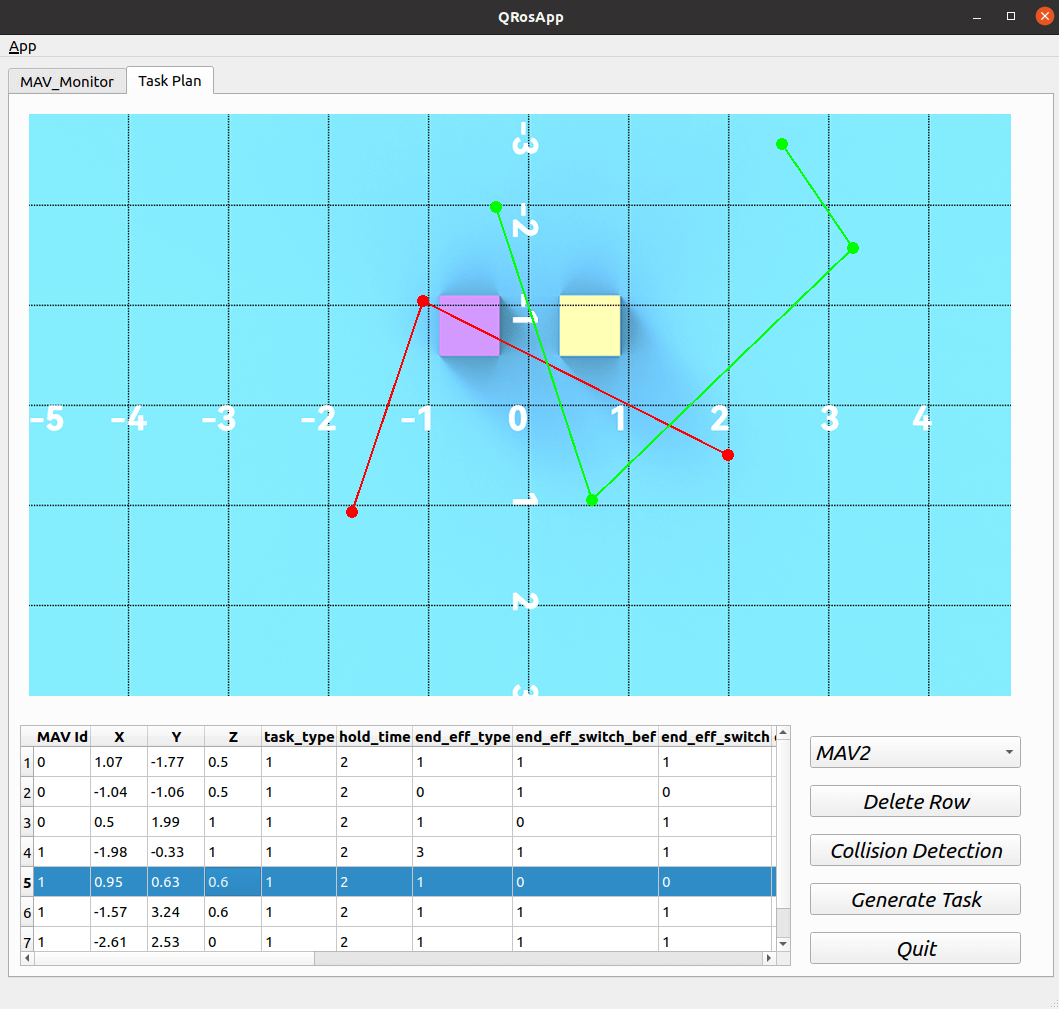 QRosApp
App
MAV_Monitor Task Plan
-3
-2
-1
-5 -4 -3 -2 -1 0 1 2 3 4
1
2
3
MAV Id X Y Z task_type hold_time end_eff_type end_eff_switch_bef end_eff_switch
1 0 1.07 -1.77 0.5 1 2 1 1 1
2 0 -1.04 -1.06 0.5 1 2 0 1 0
3 0 0.5 1.99 1 1 2 1 0 1
4 1 -1.98 -0.33 1 1 2 3 1 1
5 1 0.95 0.63 0.6 1 2 1 0 0
6 1 -1.57 3.24 0.6 1 2 1 1 1
7 1 -2.61 2.53 0 1 2 1 1 1
MAV2
Delete Row
Collision Detection
Generate Task
Quit